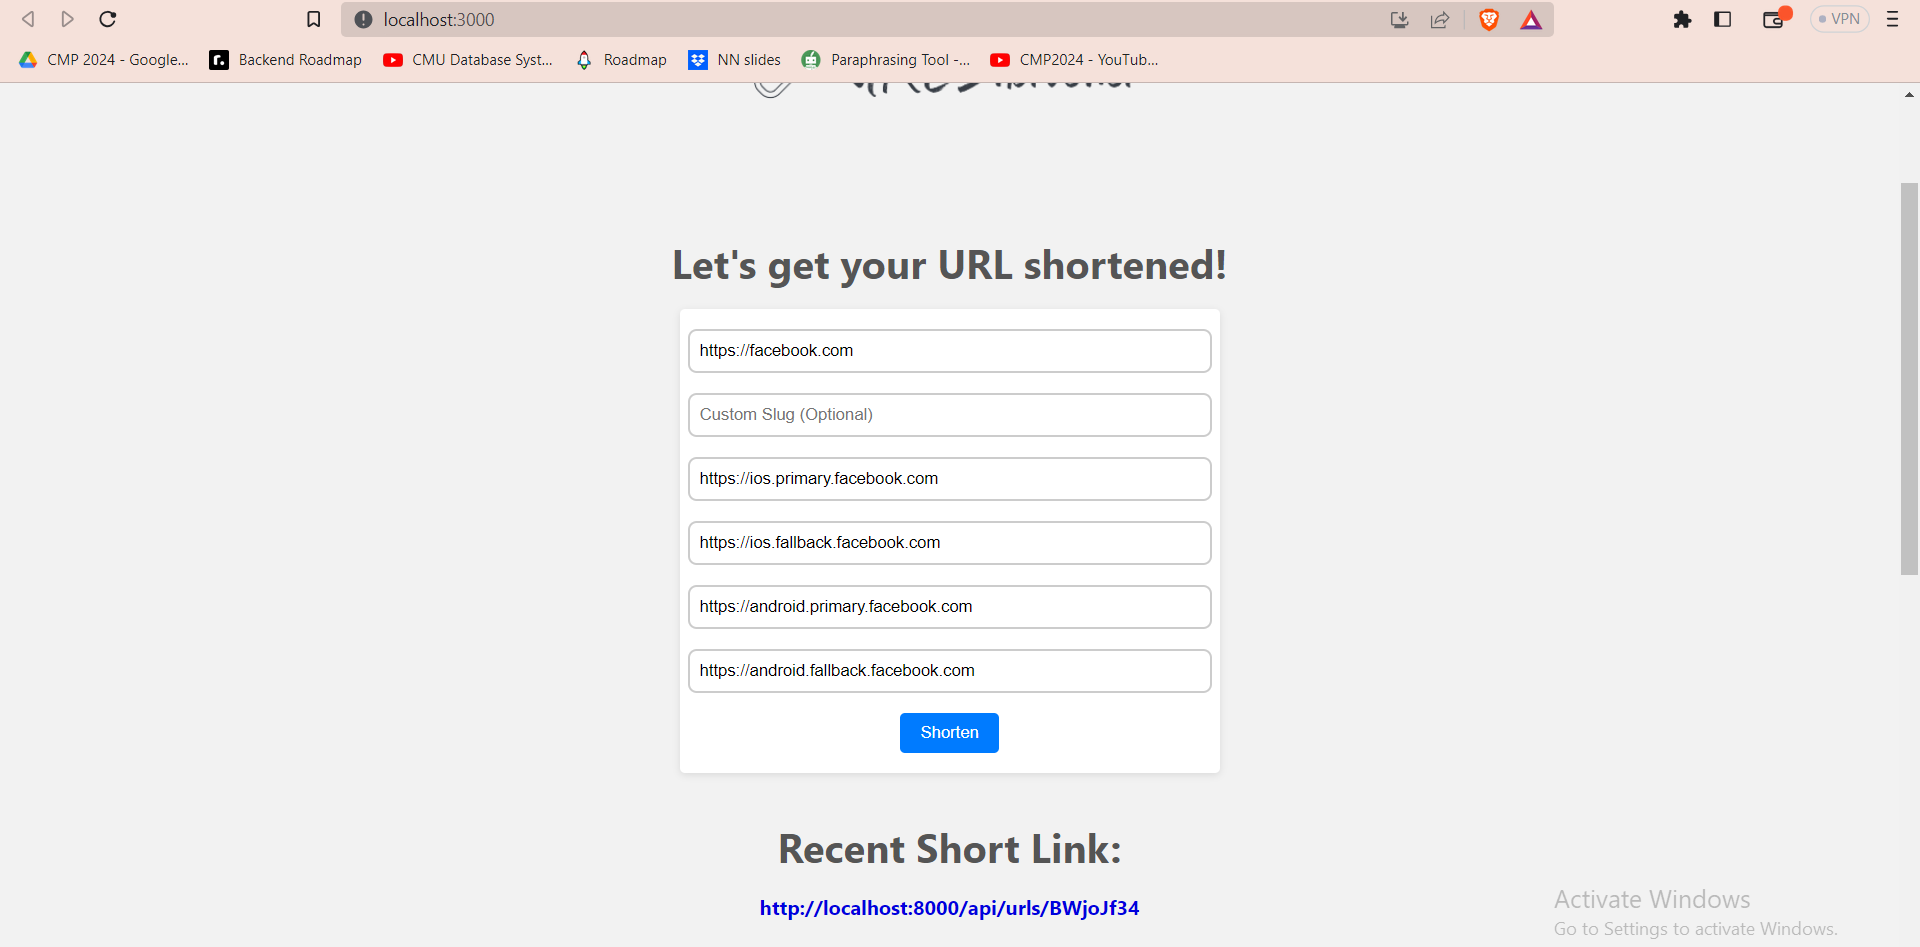 localhost:3000
VPN
CMP 2024 - Google...
Backend Roadmap
CMU Database Syst...
Roadmap
NN slides
Paraphrasing Tool -...
CMP2024 - YouTub...
Let's get your URL shortened!
https://facebook.com
Custom Slug (Optional)
https://ios.primary.facebook.com
https://ios.fallback.facebook.com
https://android.primary.facebook.com
https://android.fallback.facebook.com
Shorten
Recent Short Link:
http://localhost:8000/api/urls/BWjoJf34
Activate Windows
Go to Settings to activate Windows.